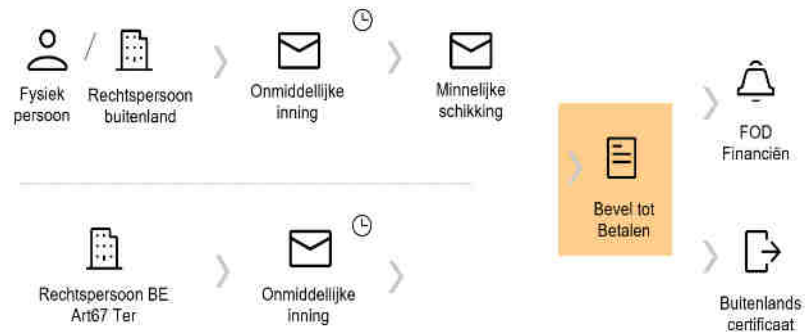 Fysiek
persoon
/
Rechtspersoon
buitenland
Onmiddellijke
inning
Minnelijke
schikking
Bevel tot
Betalen
FOD
Financiën
Rechtspersoon BE
Art67 Ter
Onmiddellijke
inning
Buitenlands
certificaat